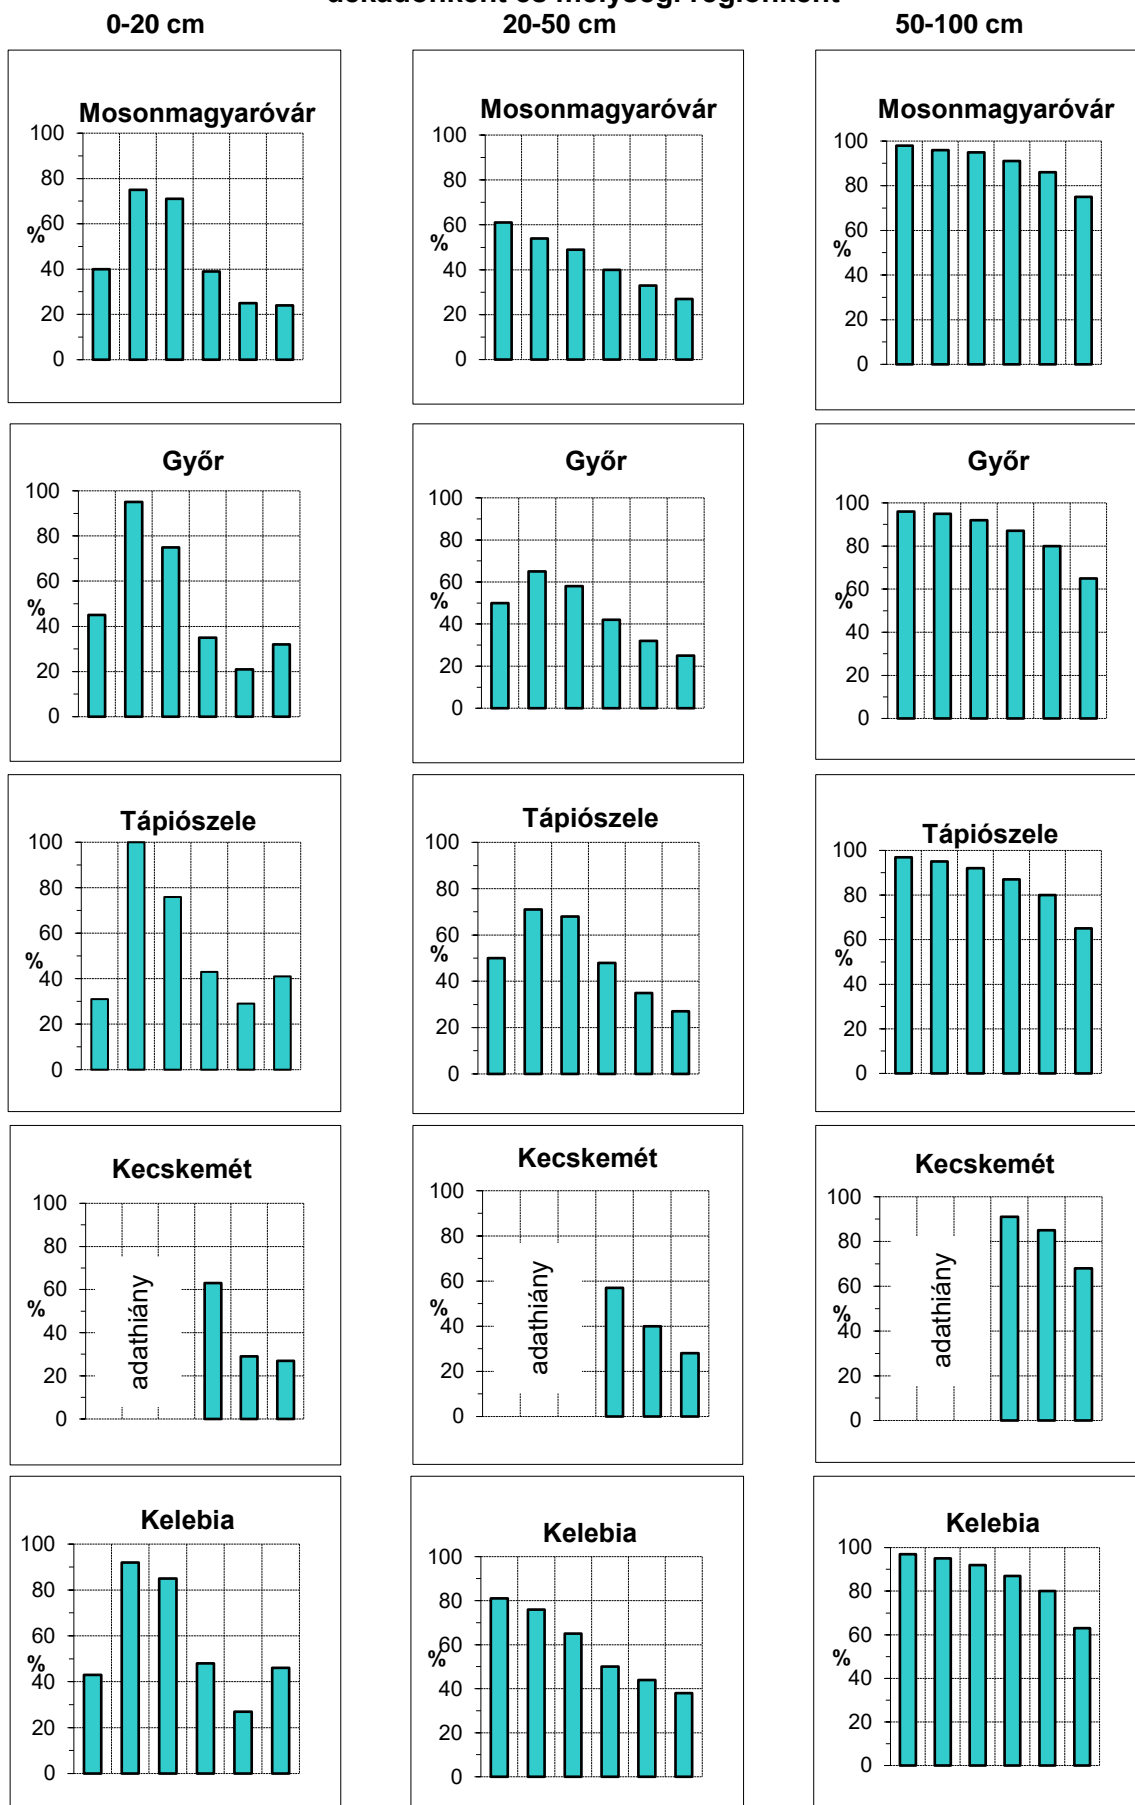 dekádonként és mélységi régiónként
0-20 cm 20-50 cm 50-100 cm
Mosonmagyaróvár Mosonmagyaróvár Mosonmagyaróvár
100 100 100
80 80 80
60 60 60
% % %
40 40 40
20 20 20
0 0 0
Győr Győr Győr
100 100 100
80 80 80
60 60 60
% % %
40 40 40
20 20 20
0 0 0
Tápiószele Tápiószele Tápiószele
100 100 100
80 80 80
60 60 60
% % %
40 40 40
20 20 20
0 0 0
Kecskemét Kecskemét Kecskemét
100 100 100
80 80 80
60 60 60
% % %
40 40 40
20 20 20
0 0 0
adathiány adathiány adathiány
Kelebia Kelebia Kelebia
100 100 100
80 80 80
60 60 60
% % %
40 40 40
20 20 20
0 0 0